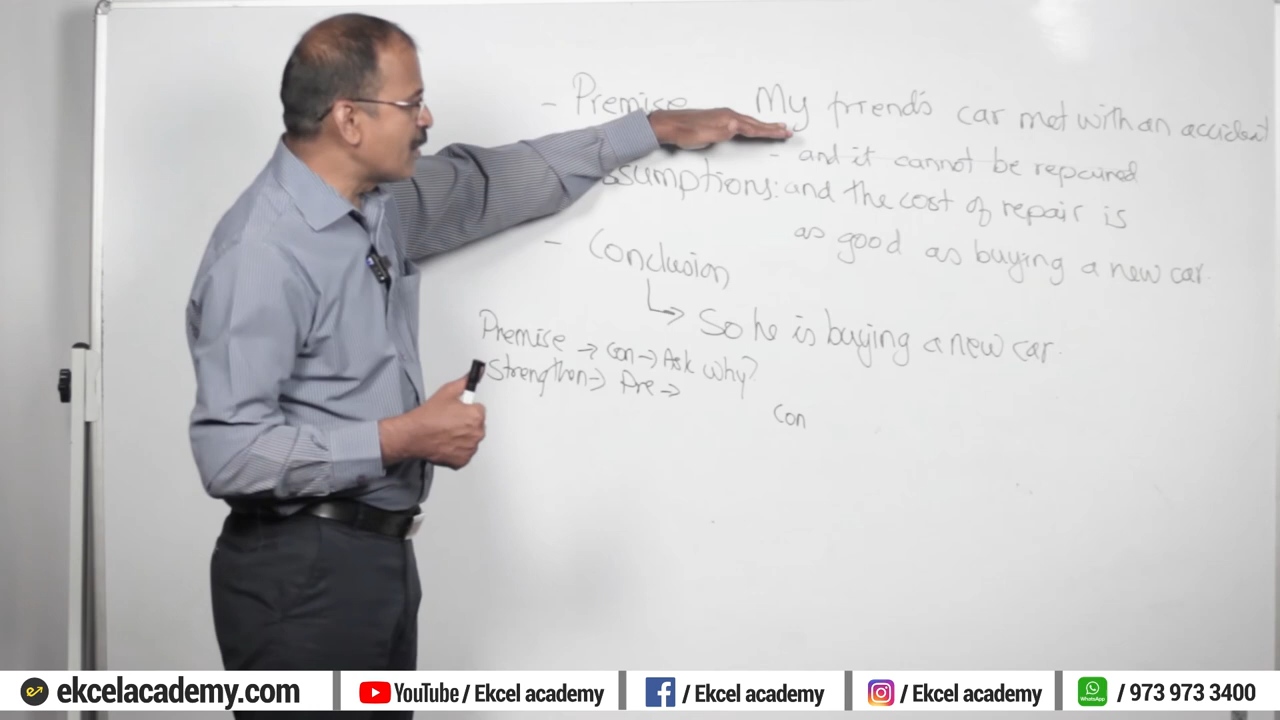 - Premise My friend's car met with an accident
- and it cannot be repaired
ssumptions: and the cost of repair is
as good as buying a new car.
- Conclusion
↳ So he is buying a new car.
Premise → Con → Ask why?
Strengthen → Pre →
Con
ekcelacademy.com
YouTube / Ekcel academy
/ Ekcel academy
/ Ekcel academy
WhatsApp
/ 973 973 3400